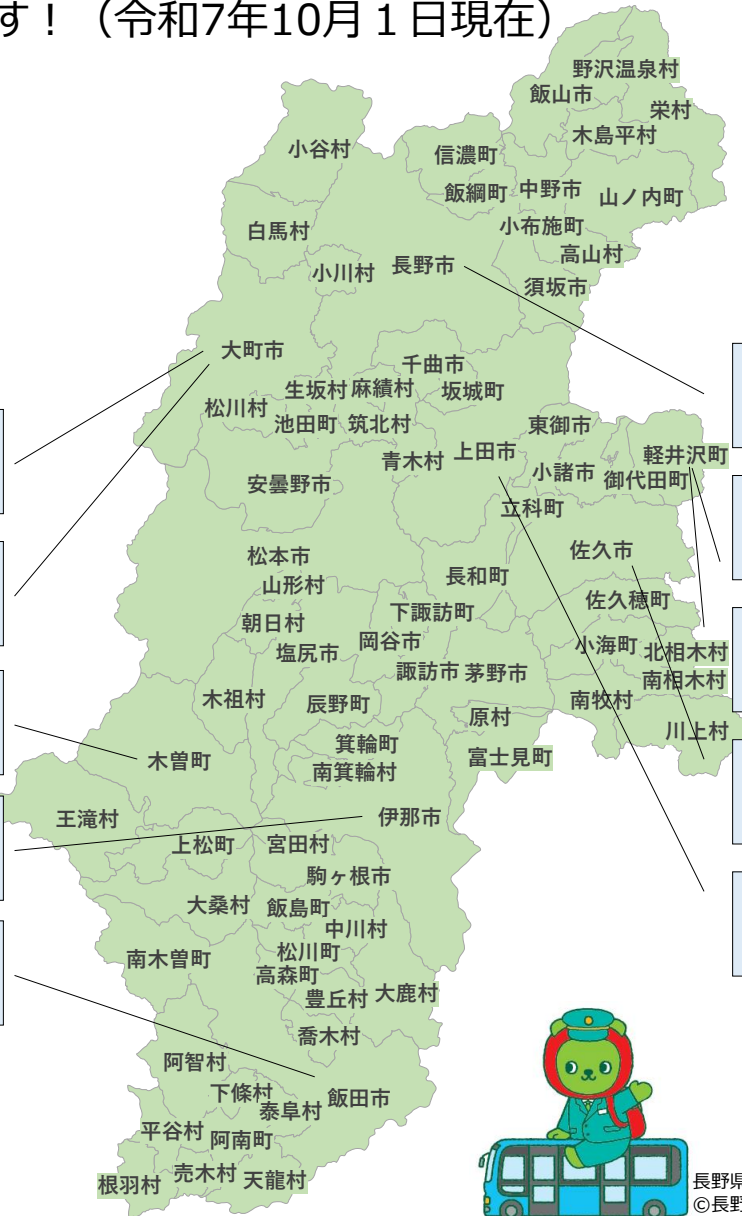 す！（令和7年10月１日現在）
野沢温泉村
飯山市
栄村
木島平村
小谷村
信濃町
飯綱町
中野市
山ノ内町
小布施町
白馬村
高山村
小川村
長野市
須坂市
大町市
千曲市
生坂村
麻績村
坂城町
松川村
池田町
筑北村
東御市
青木村
上田市
軽井沢町
小諸市
御代田町
安曇野市
立科町
松本市
佐久市
山形村
長和町
佐久穂町
下諏訪町
朝日村
岡谷市
塩尻市
小海町
北相木村
諏訪市
茅野市
南相木村
木祖村
辰野町
南牧村
原村
川上村
箕輪町
富士見町
木曽町
南箕輪村
王滝村
伊那市
上松町
宮田村
駒ヶ根市
大桑村
飯島町
中川村
松川町
南木曽町
高森町
豊丘村
大鹿村
喬木村
阿智村
下條村
飯田市
泰阜村
平谷村
阿南町
売木村
天龍村
根羽村
長野県
©長野